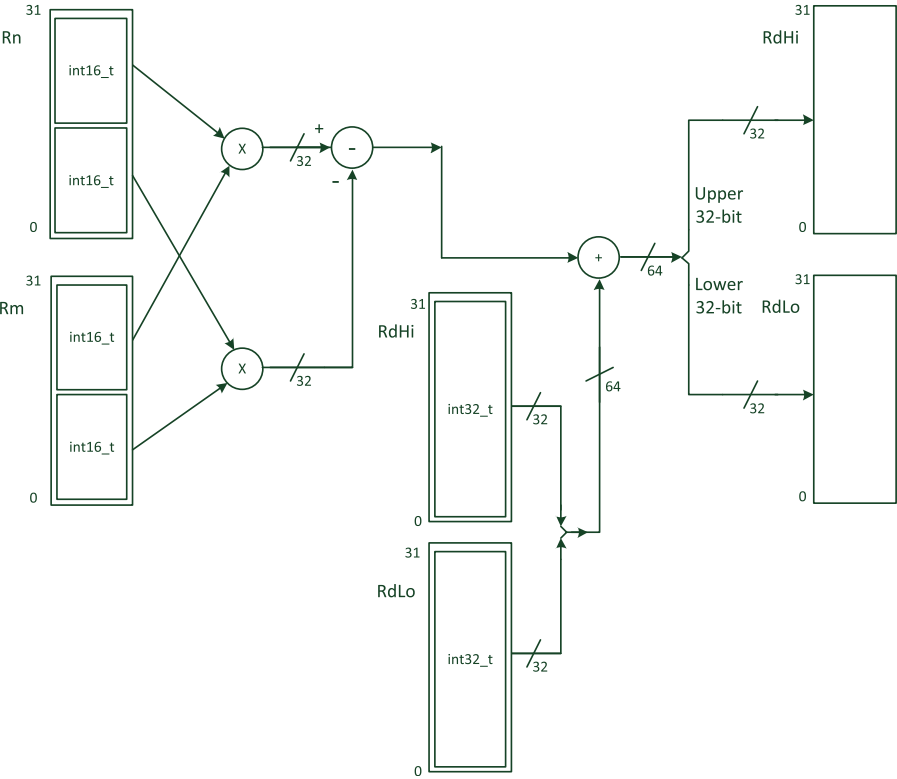 31
Rn
int16_t
int16_t
0
31
Rm
int16_t
int16_t
0
X
X
32
32
+
-
-
31
RdHi
int32_t
0
32
31
RdLo
int32_t
0
32
64
+
64
Upper
32-bit
Lower
32-bit
32
32
31
RdHi
0
31
RdLo
0